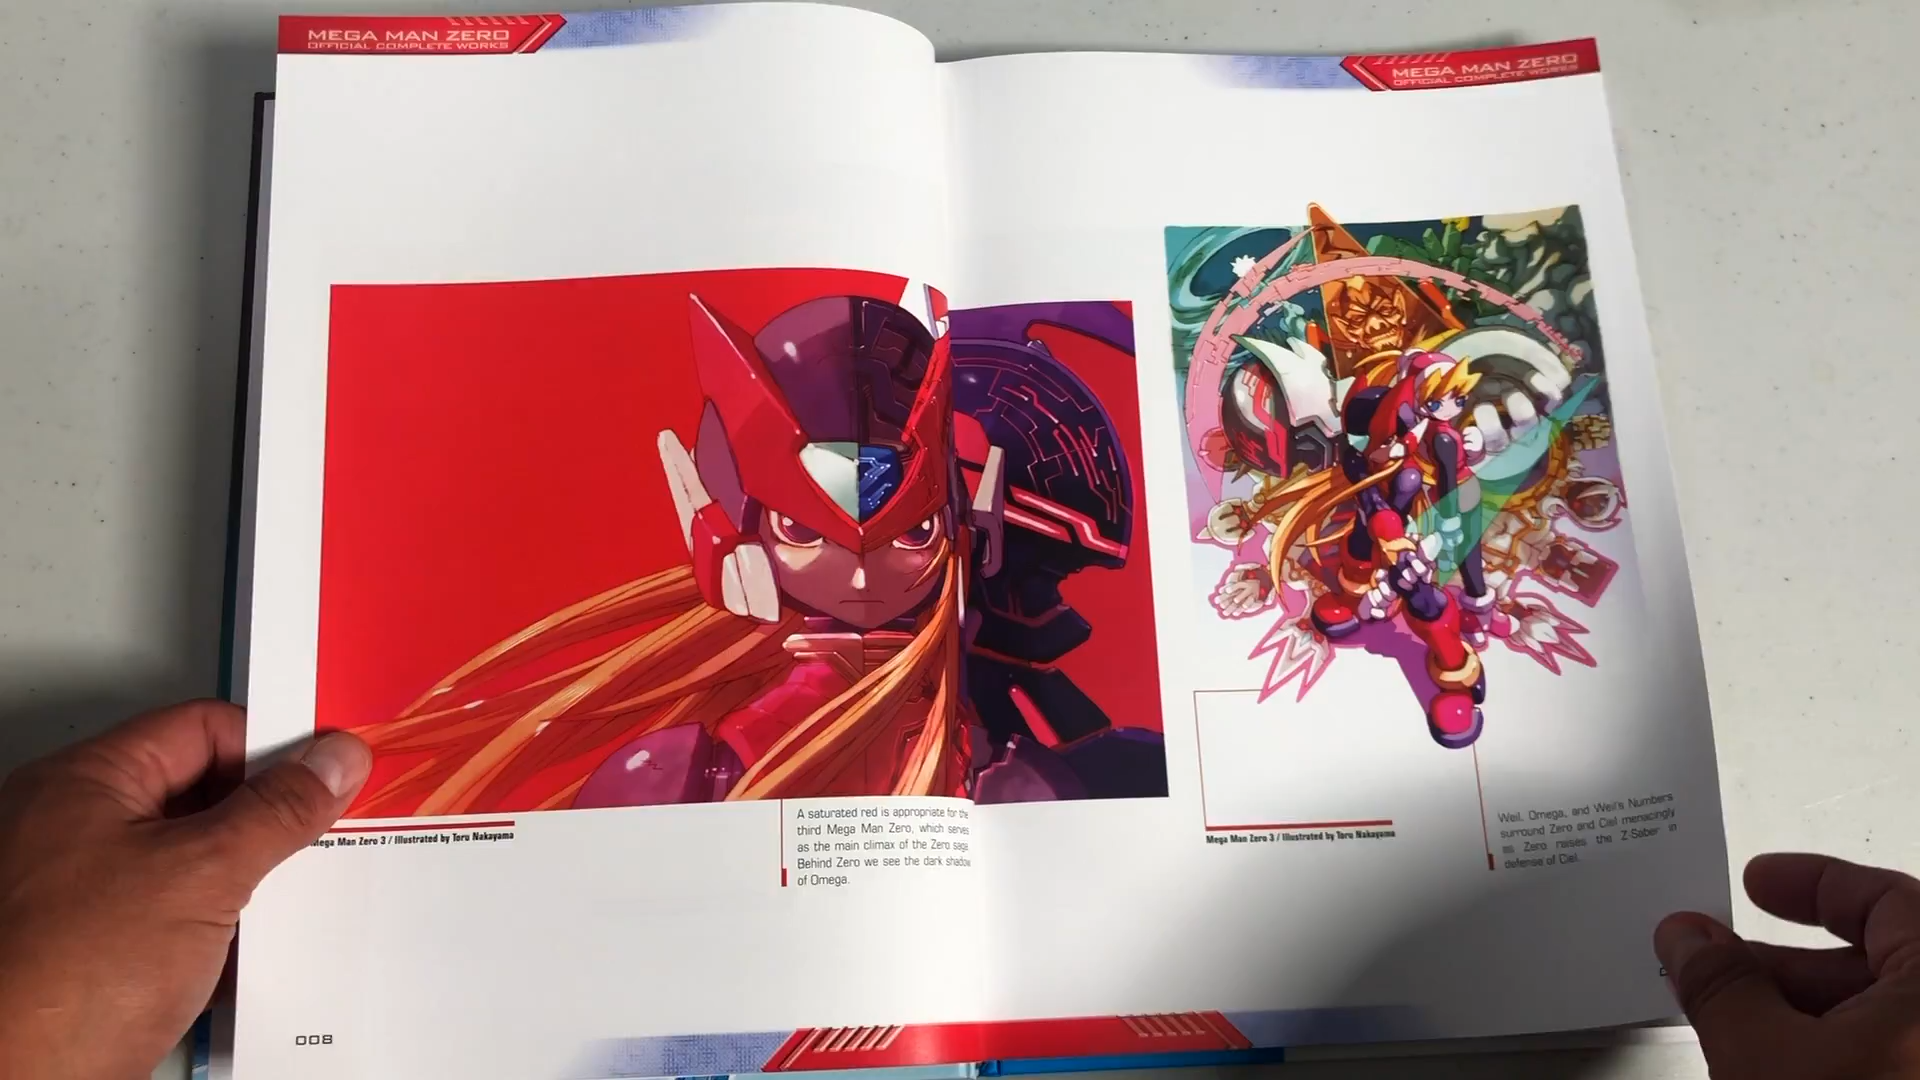 MEGA MAN ZERO
OFFICIAL COMPLETE WORKS
MEGA MAN ZERO
OFFICIAL COMPLETE WORKS
Mega Man Zero 3 / Illustrated by Toru Nakayama
A saturated red is appropriate for the
third Mega Man Zero, which serves
as the main climax of the Zero saga.
Behind Zero we see the dark shadow
of Omega.
Mega Man Zero 3 / Illustrated by Toru Nakayama
Weil, Omega, and Weil's Numbers
surround Zero and Ciel menacingly
as Zero raises the Z-Saber in
defense of Ciel.
008